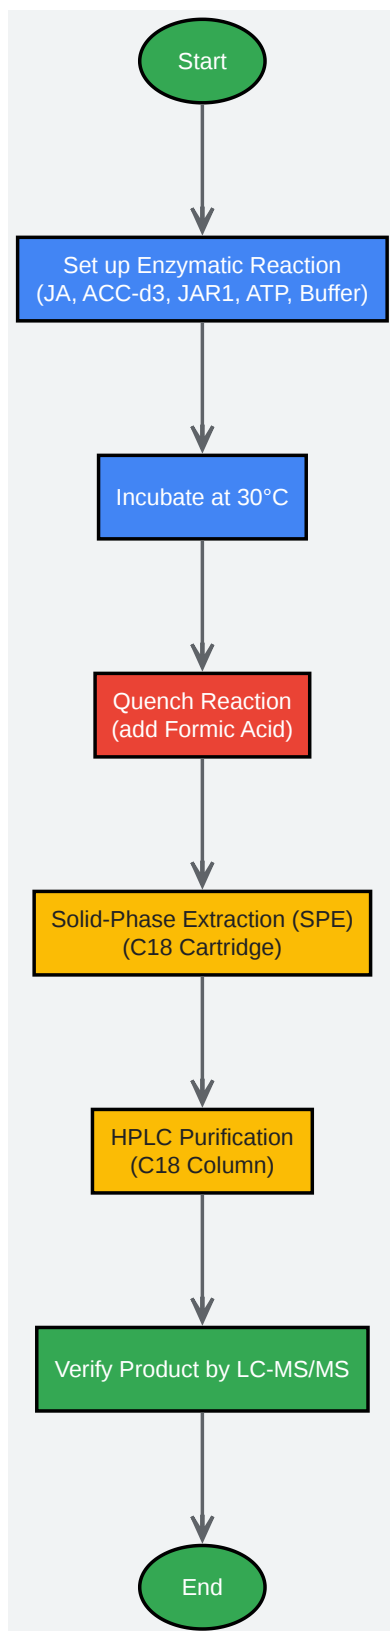 Start
Set up Enzymatic Reaction
(JA, ACC-d3, JAR1, ATP, Buffer)
Incubate at 30°C
Quench Reaction
(add Formic Acid)
Solid-Phase Extraction (SPE)
(C18 Cartridge)
HPLC Purification
(C18 Column)
Verify Product by LC-MS/MS
End